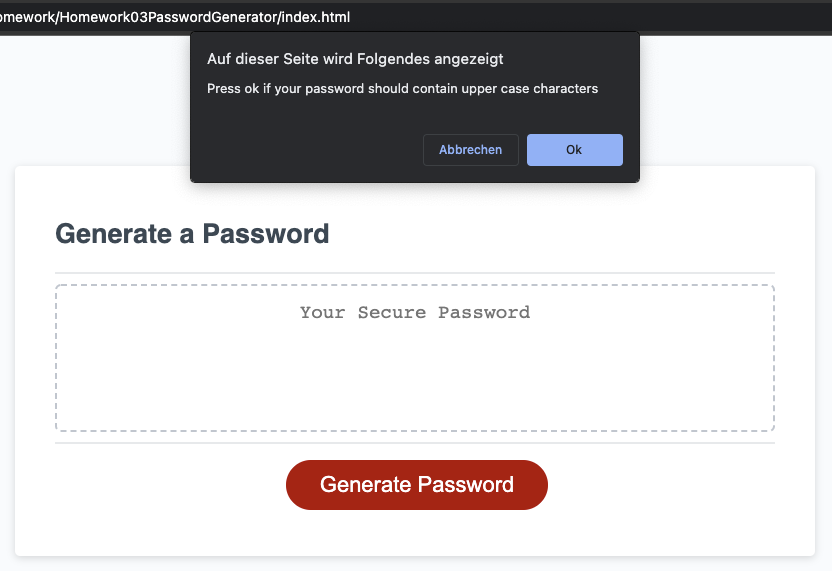 omework/Homework03PasswordGenerator/index.html
Auf dieser Seite wird Folgendes angezeigt
Press ok if your password should contain upper case characters
Abbrechen Ok
Generate a Password
Your Secure Password
Generate Password